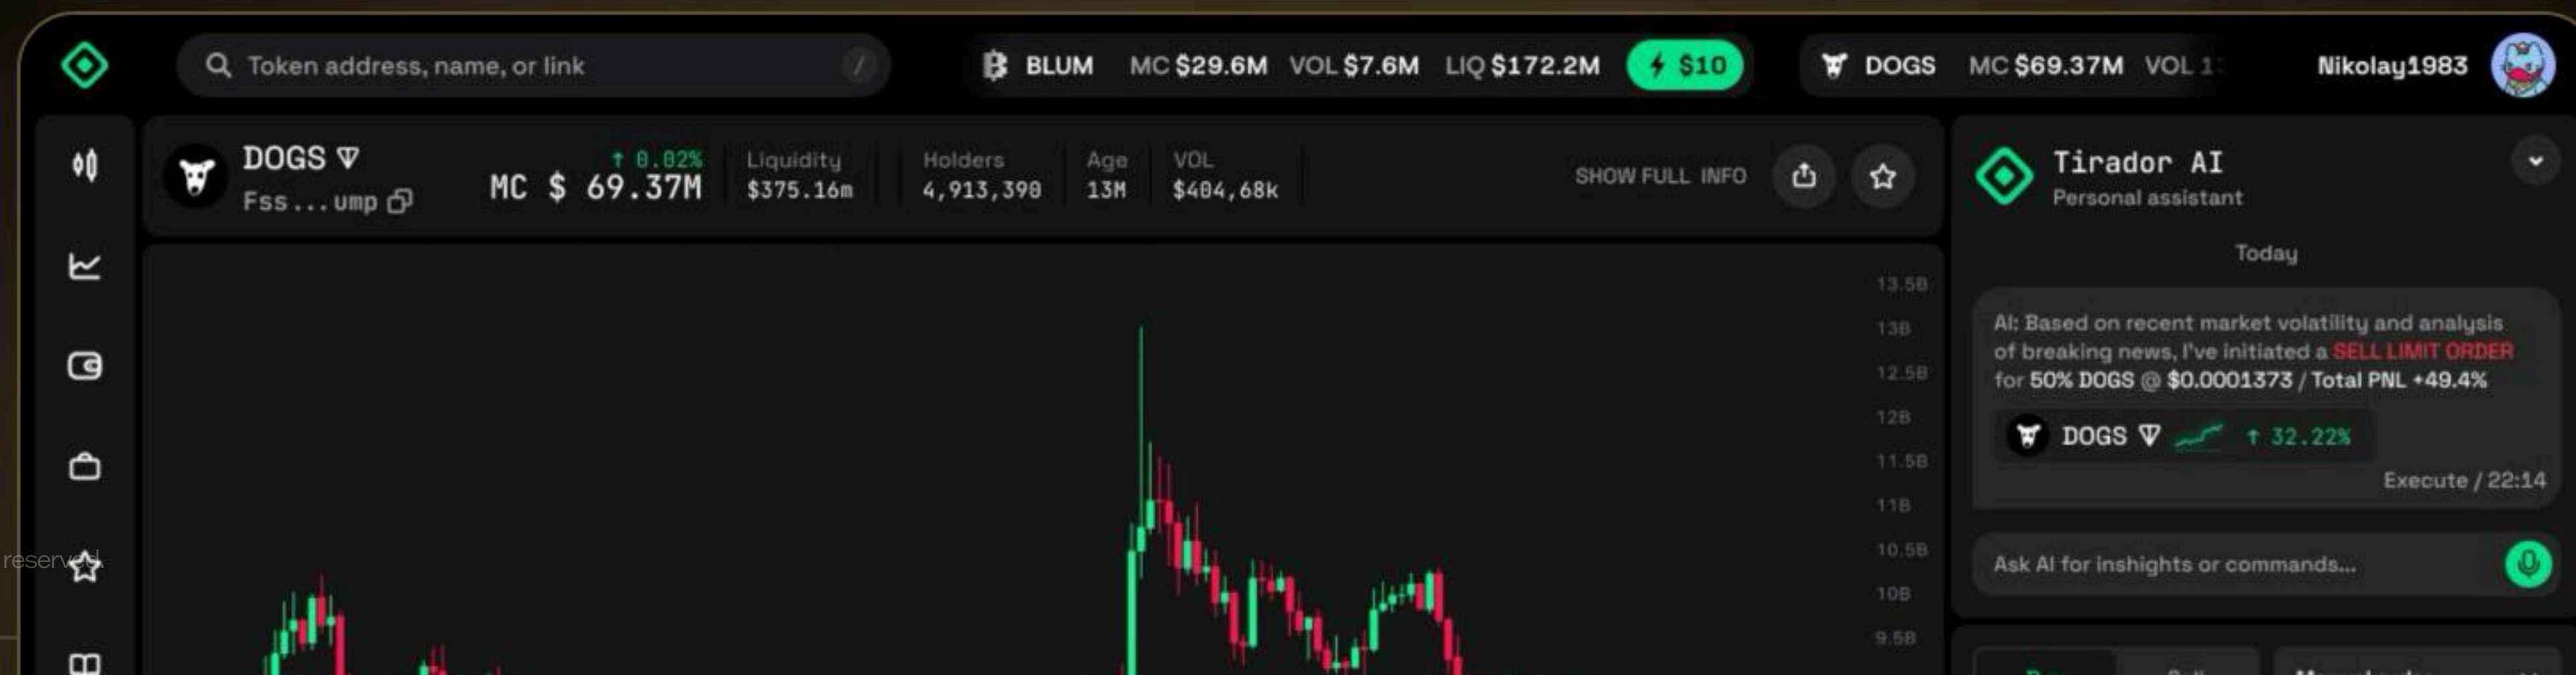 Token address, name, or link /
BLUM MC $29.6M VOL $7.6M LIQ $172.2M $10
DOGS MC $69.37M VOL
Nikolay1983
DOGS
Fss...ump
↑ 0.02%
MC $ 69.37M
Liquidity
$375.16m
Holders
4,913,390
Age
13M
VOL
$404,68k
SHOW FULL INFO
13.5B
13B
12.5B
12B
11.5B
11B
10.5B
10B
9.5B
Tirador AI
Personal assistant
Today
AI: Based on recent market volatility and analysis
of breaking news, I've initiated a SELL LIMIT ORDER
for 50% DOGS @ $0.0001373 / Total PNL +49.4%
DOGS ↑ 32.22%
Execute / 22:14
Ask AI for inshights or commands...
reserved.